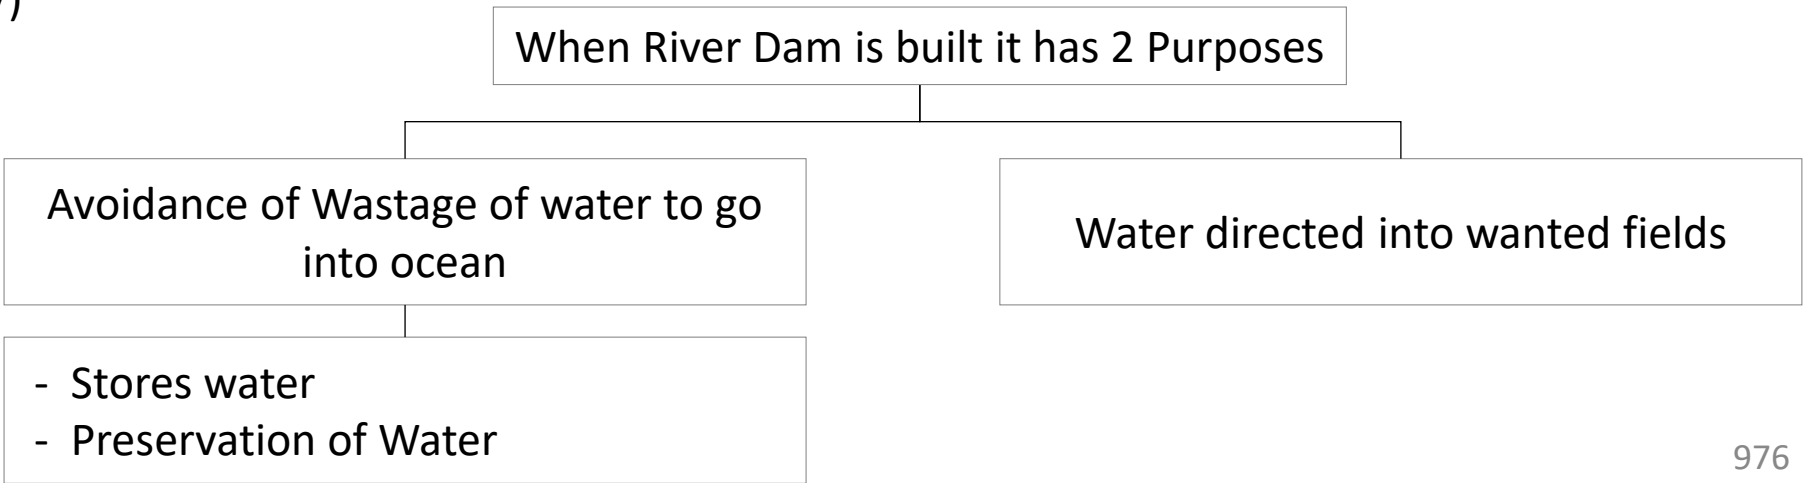 When River Dam is built it has 2 Purposes
Avoidance of Wastage of water to go
into ocean
Water directed into wanted fields
- Stores water
- Preservation of Water
976